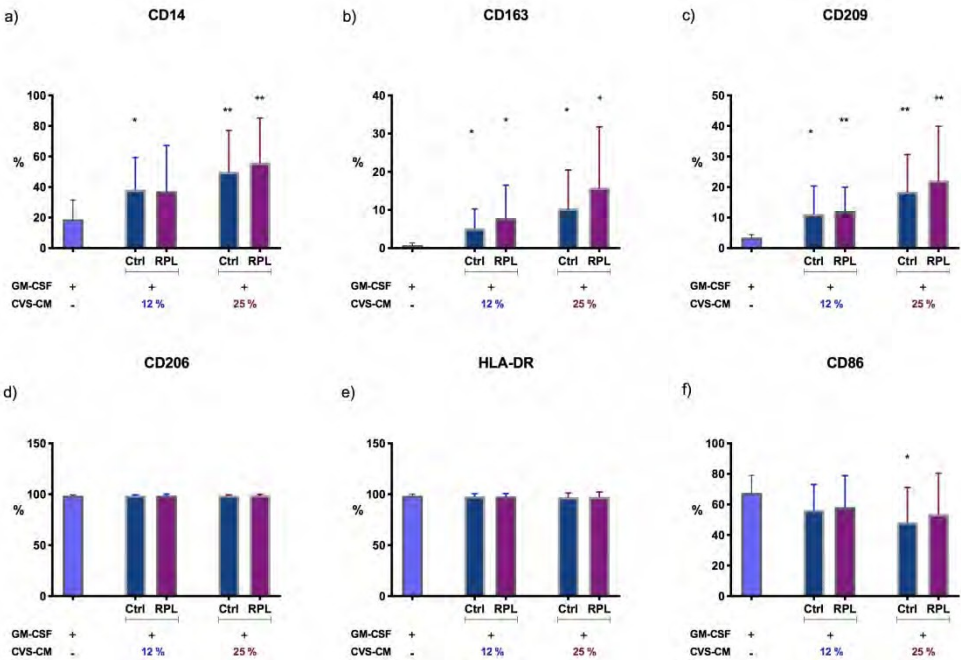 a) CD14
b) CD163
c) CD209
100
80
60
40
20
0
%
* ** **
Ctrl RPL Ctrl RPL
GM-CSF + + +
CVS-CM - 12 % 25 %
40
30
20
10
0
%
* * * +
Ctrl RPL Ctrl RPL
GM-CSF + + +
CVS-CM - 12 % 25 %
50
40
30
20
10
0
%
* ** ** **
Ctrl RPL Ctrl RPL
GM-CSF + + +
CVS-CM - 12 % 25 %
d) CD206
e) HLA-DR
f) CD86
150
100
50
0
%
Ctrl RPL Ctrl RPL
GM-CSF + + +
CVS-CM - 12 % 25 %
150
100
50
0
%
Ctrl RPL Ctrl RPL
GM-CSF + + +
CVS-CM - 12 % 25 %
100
80
60
40
20
0
%
*
Ctrl RPL Ctrl RPL
GM-CSF + + +
CVS-CM - 12 % 25 %